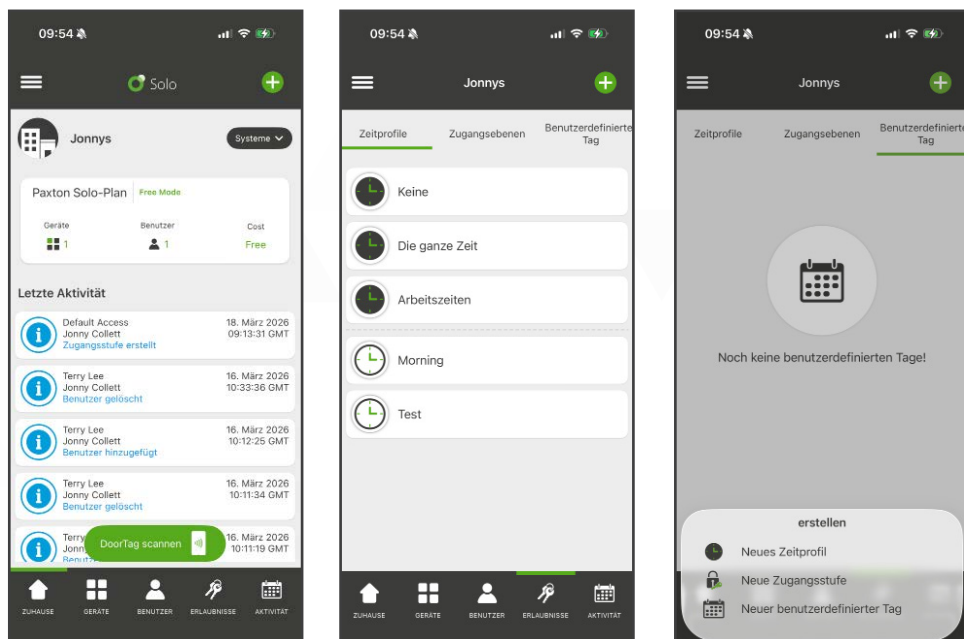 09:54
Solo
Jonnys
Systeme
Paxton Solo-Plan Free Mode
Geräte Benutzer Cost
1 1 Free
Letzte Aktivität
Default Access 18. März 2026
Jonny Collett 09:13:31 GMT
Zugangsstufe erstellt
Terry Lee 16. März 2026
Jonny Collett 10:33:36 GMT
Benutzer gelöscht
Terry Lee 16. März 2026
Jonny Collett 10:12:25 GMT
Benutzer hinzugefügt
Terry Lee 16. März 2026
Jonny Collett 10:11:34 GMT
Benutzer gelöscht
Terry 16. März 2026
Jonn 10:11:19 GMT
DoorTag scannen
ZUHAUSE GERÄTE BENUTZER ERLAUBNISSE AKTIVITÄT
09:54
Jonnys
Zeitprofile Zugangsebenen Benutzerdefinierte
Tag
Keine
Die ganze Zeit
Arbeitszeiten
Morning
Test
ZUHAUSE GERÄTE BENUTZER ERLAUBNISSE AKTIVITÄT
09:54
Jonnys
Zeitprofile Zugangsebenen Benutzerdefinierte
Tag
Noch keine benutzerdefinierten Tage!
erstellen
Neues Zeitprofil
Neue Zugangsstufe
Neuer benutzerdefinierter Tag